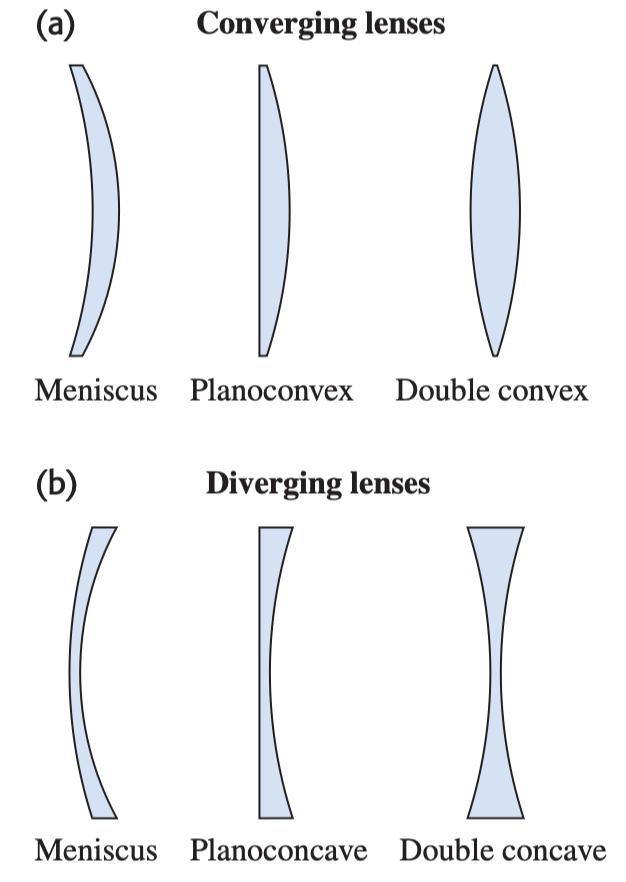 (a) Converging lenses
Meniscus Planoconvex Double convex
(b) Diverging lenses
Meniscus Planoconcave Double concave